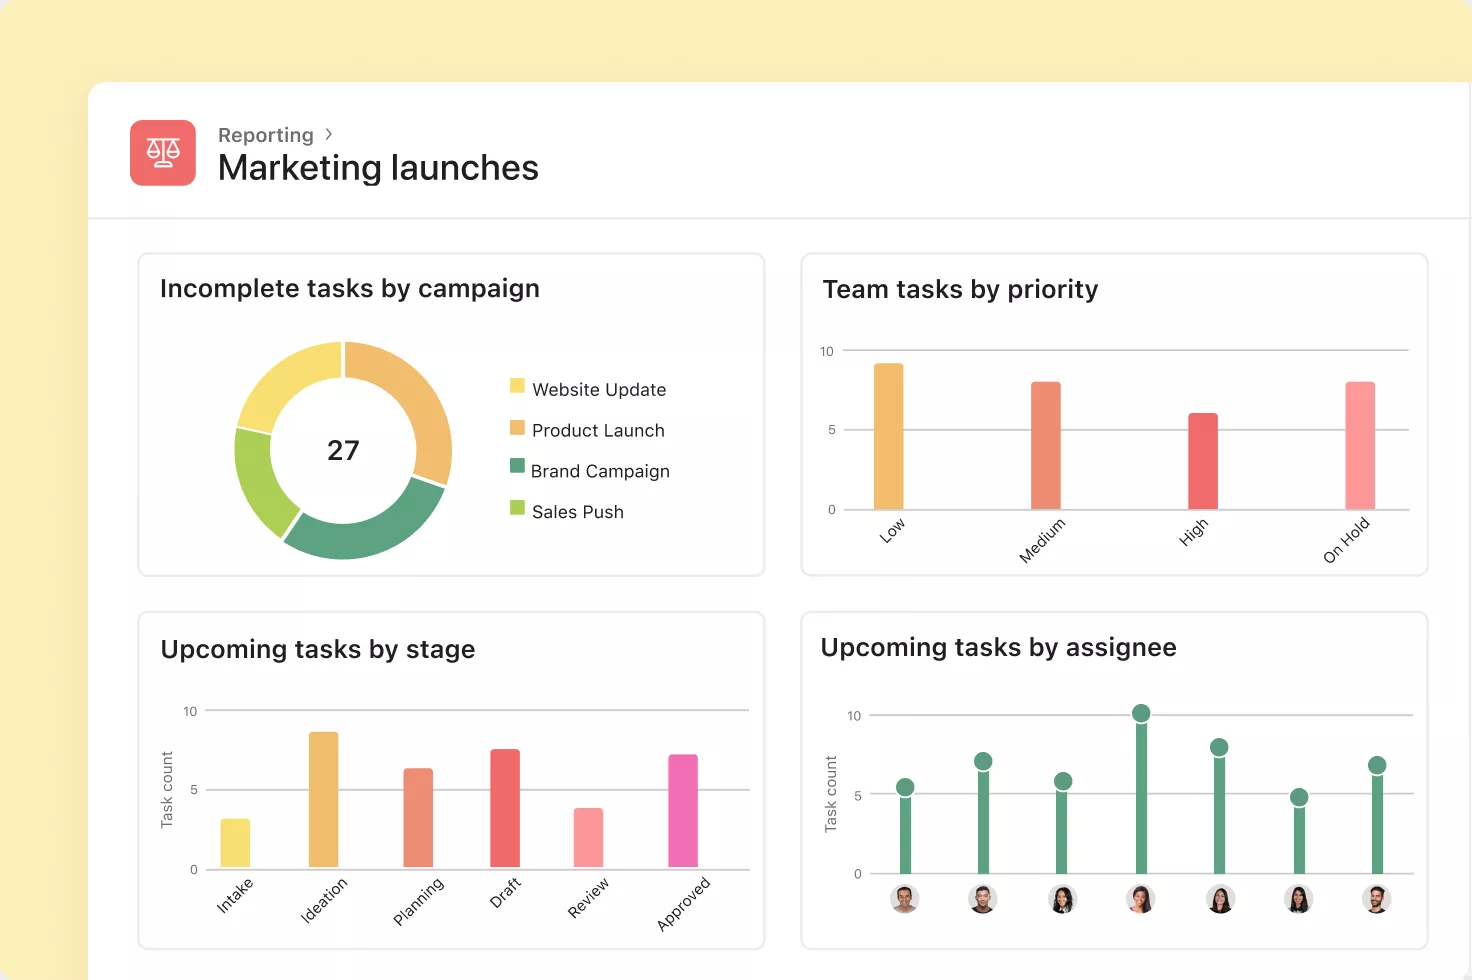 Reporting >
Marketing launches
Incomplete tasks by campaign
27
Website Update
Product Launch
Brand Campaign
Sales Push
Team tasks by priority
10
5
0
Low
Medium
High
On Hold
Upcoming tasks by stage
Task count
10
5
0
Intake
Ideation
Planning
Draft
Review
Approved
Upcoming tasks by assignee
Task count
10
5
0